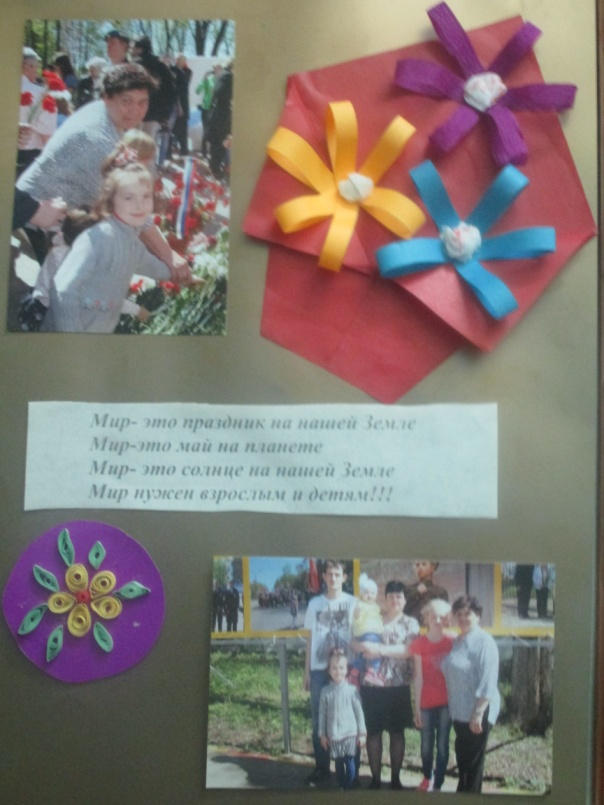 Мир- это праздник на нашей Земле
Мир-это май на планете
Мир- это солнце на нашей Земле
Мир нужен взрослым и детям!!!